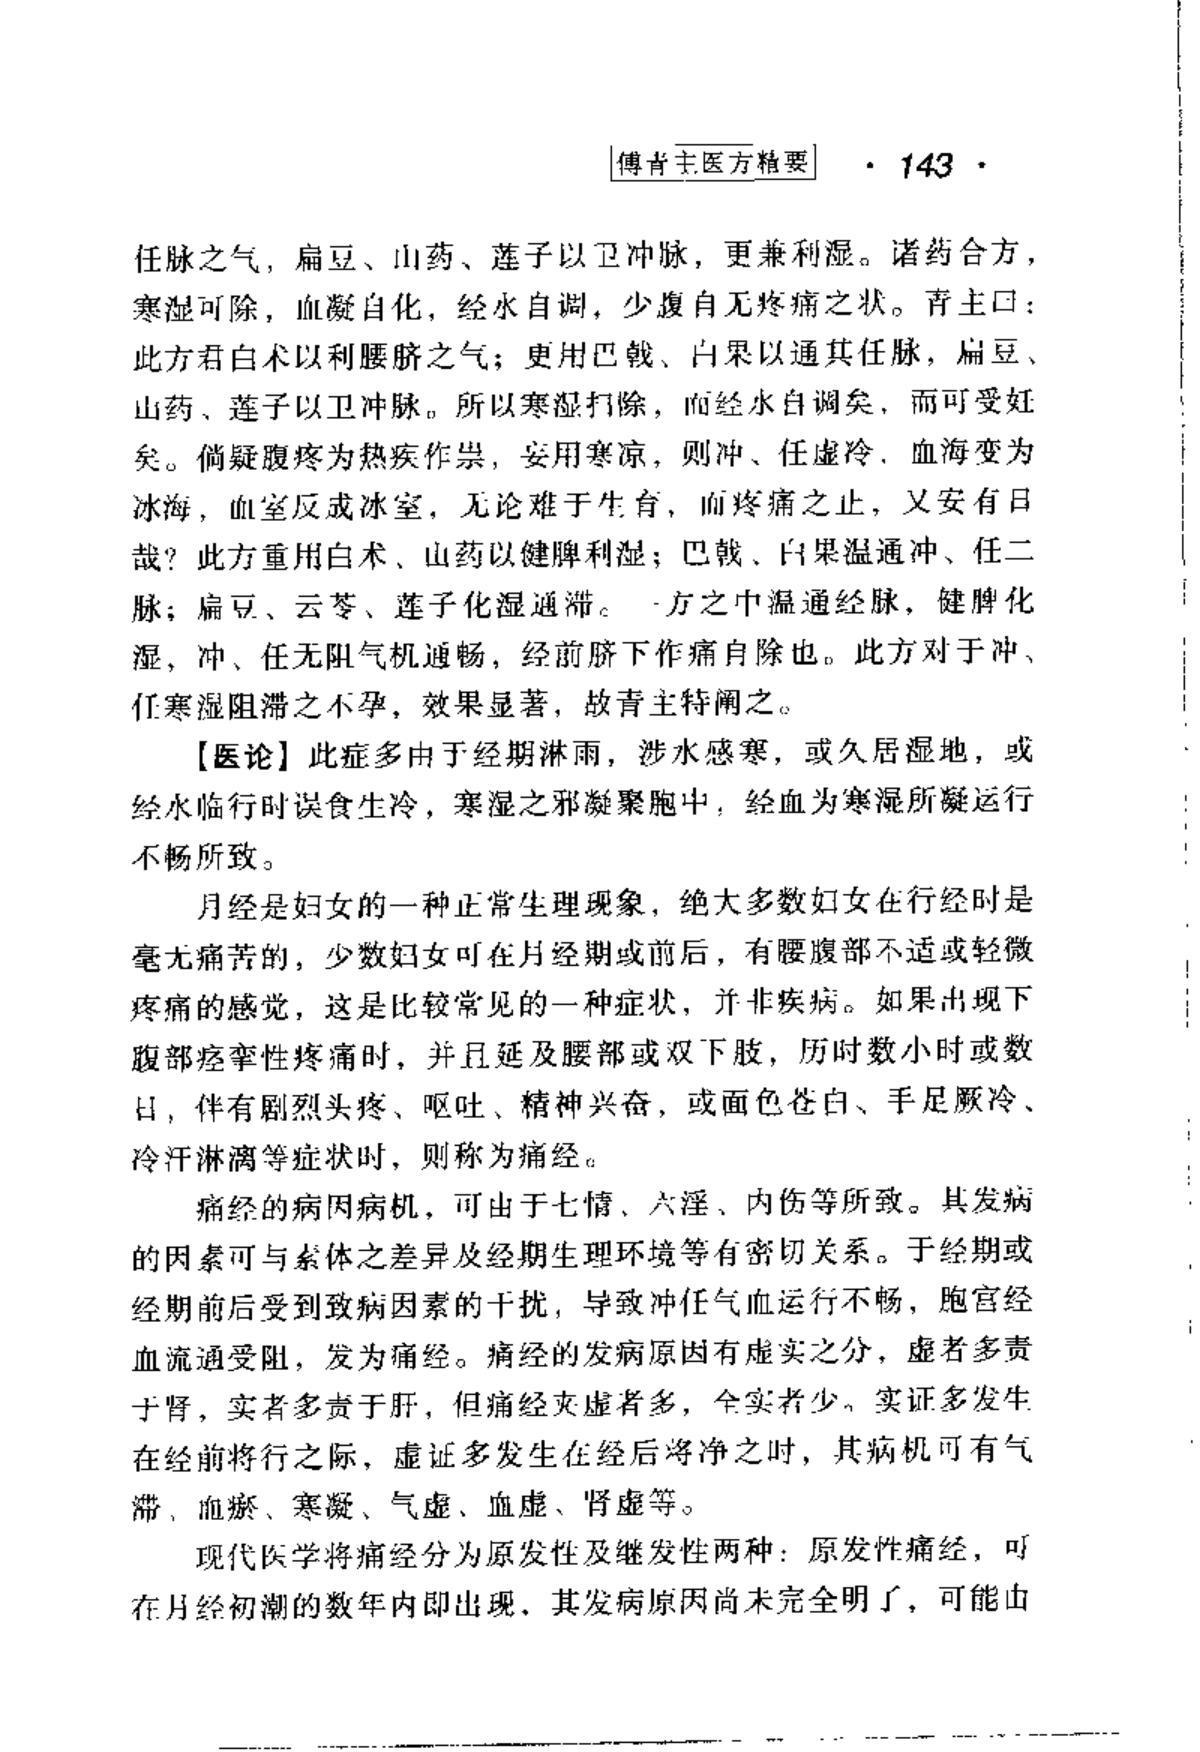 傅青主医方精要 · 143 ·
任脉之气，扁豆、山药、莲子以卫冲脉，更兼利湿。诸药合方，
寒湿可除，血凝自化，经水自调，少腹自无疼痛之状。青主曰：
此方君白术以利腰脐之气；更用巴戟、白果以通其任脉，扁豆、
山药、莲子以卫冲脉。所以寒湿扫除，而经水自调矣，而可受妊
矣。倘疑腹疼为热疾作祟，妄用寒凉，则冲、任虚冷，血海变为
冰海，血室反成冰室，无论难于生育，而疼痛之止，又安有日
哉？此方重用白术、山药以健脾利湿；巴戟、白果温通冲、任二
脉；扁豆、云苓、莲子化湿通滞。一方之中温通经脉，健脾化
湿，冲、任无阻气机通畅，经前脐下作痛自除也。此方对于冲、
任寒湿阻滞之不孕，效果显著，故青主特阐之。
【医论】此症多由于经期淋雨，涉水感寒，或久居湿地，或
经水临行时误食生冷，寒湿之邪凝聚胞中，经血为寒湿所凝运行
不畅所致。
月经是妇女的一种正常生理现象，绝大多数妇女在行经时是
毫无痛苦的，少数妇女可在月经期或前后，有腰腹部不适或轻微
疼痛的感觉，这是比较常见的一种症状，并非疾病。如果出现下
腹部痉挛性疼痛时，并且延及腰部或双下肢，历时数小时或数
日，伴有剧烈头疼、呕吐、精神兴奋，或面色苍白、手足厥冷、
冷汗淋漓等症状时，则称为痛经。
痛经的病因病机，可由于七情、六淫、内伤等所致。其发病
的因素可与素体之差异及经期生理环境等有密切关系。于经期或
经期前后受到致病因素的干扰，导致冲任气血运行不畅，胞宫经
血流通受阻，发为痛经。痛经的发病原因有虚实之分，虚者多责
于肾，实者多责于肝，但痛经夹虚者多，全实者少。实证多发生
在经前将行之际，虚证多发生在经后将净之时，其病机可有气
滞、血瘀、寒凝、气虚、血虚、肾虚等。
现代医学将痛经分为原发性及继发性两种：原发性痛经，可
在月经初潮的数年内即出现，其发病原因尚未完全明了，可能由